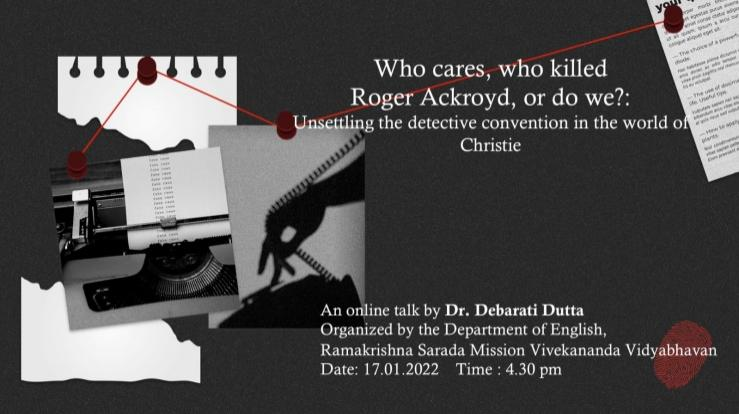 Who cares, who killed
Roger Ackroyd, or do we?:
Unsettling the detective convention in the world of
Christie
An online talk by Dr. Debarati Dutta
Organized by the Department of English,
Ramakrishna Sarada Mission Vivekananda Vidyabhavan
Date: 17.01.2022 Time : 4.30 pm